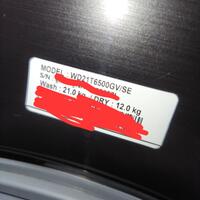 MODEL : WD21T6500GV/SE
S/N
Wash : 21.0 kg / DRY : 12.0 kg